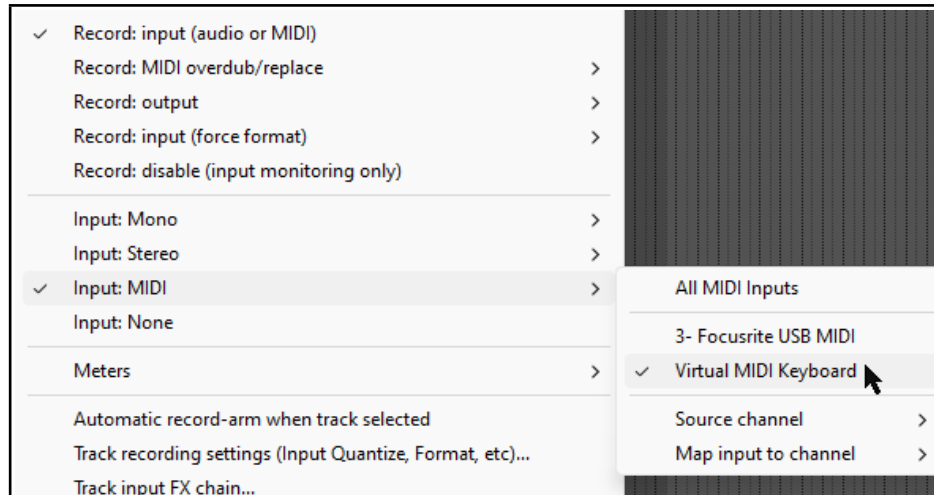 Record: input (audio or MIDI)
Record: MIDI overdub/replace
Record: output
Record: input (force format)
Record: disable (input monitoring only)
Input: Mono
Input: Stereo
Input: MIDI
Input: None
Meters
Automatic record-arm when track selected
Track recording settings (Input Quantize, Format, etc)...
Track input FX chain...
All MIDI Inputs
3- Focusrite USB MIDI
Virtual MIDI Keyboard
Source channel
Map input to channel